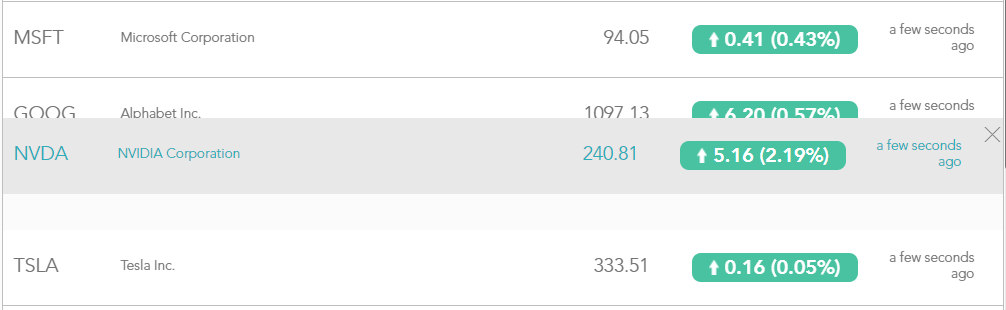 MSFT Microsoft Corporation 94.05 0.41 (0.43%) a few seconds
ago
GOOG Alphabet Inc. 1097.13 6.20 (0.57%) a few seconds
NVDA NVIDIA Corporation 240.81 5.16 (2.19%) a few seconds
ago
TSLA Tesla Inc. 333.51 0.16 (0.05%) a few seconds
ago